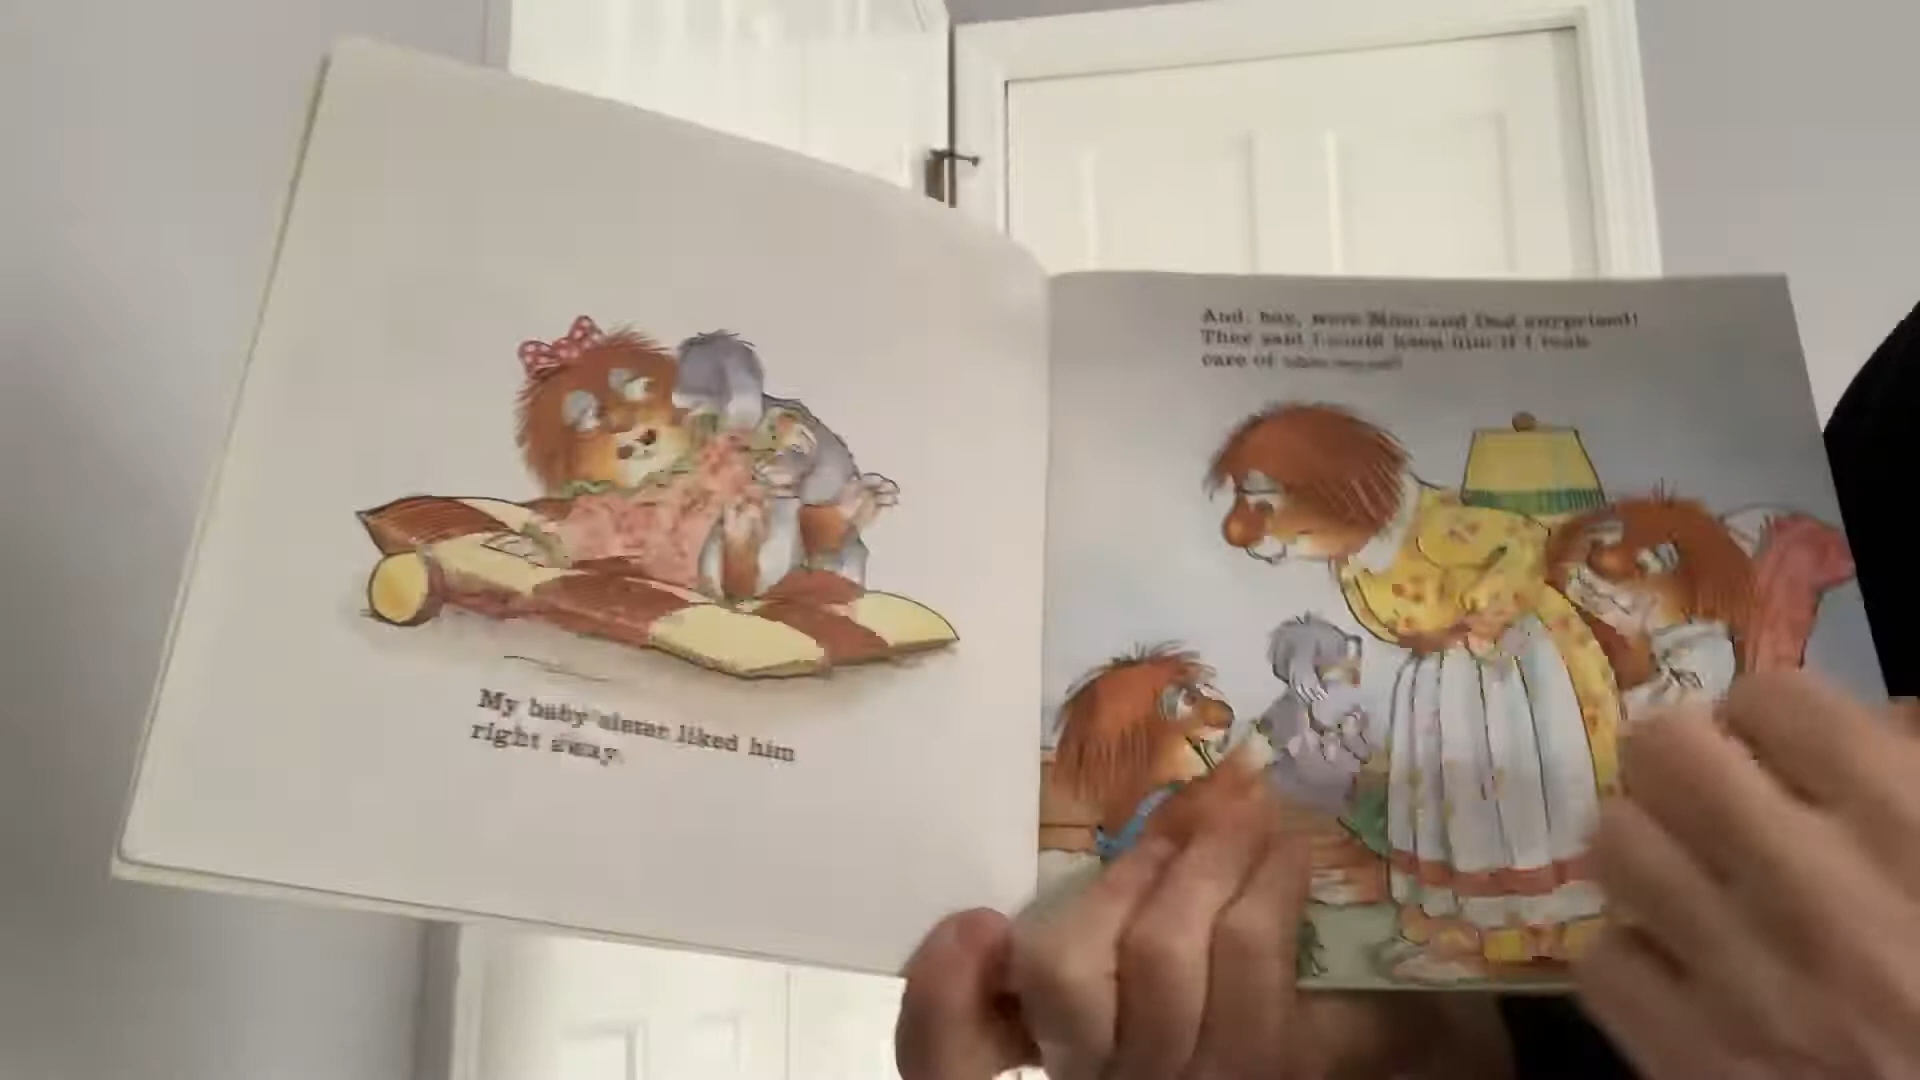 My baby sister liked him
right away.
And, boy, were Mom and Dad surprised!
They said I could keep him if I took
care of